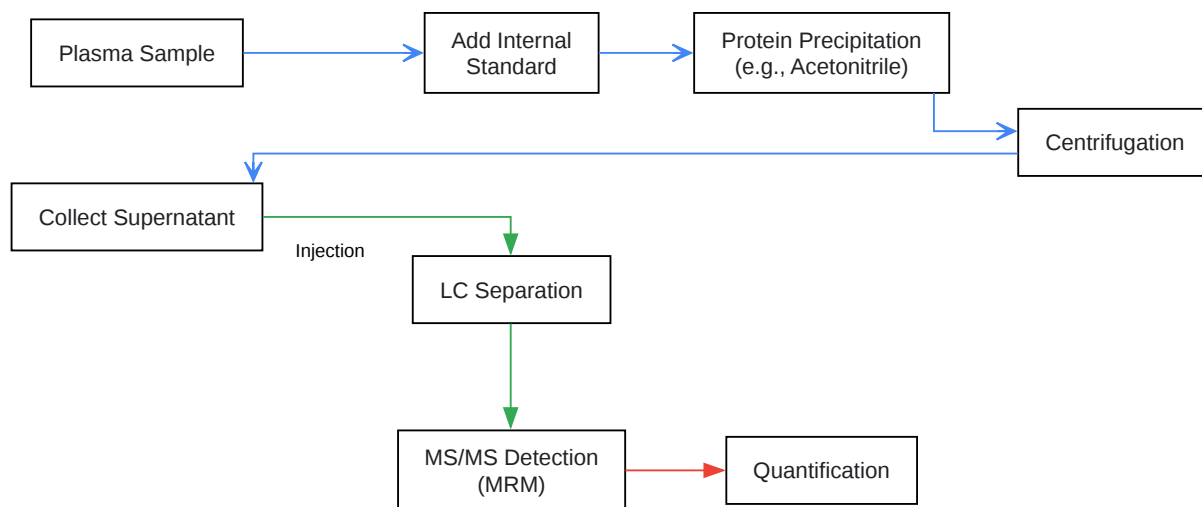 Plasma Sample
Add Internal
Standard
Protein Precipitation
(e.g., Acetonitrile)
Centrifugation
Collect Supernatant
Injection
LC Separation
MS/MS Detection
(MRM)
Quantification